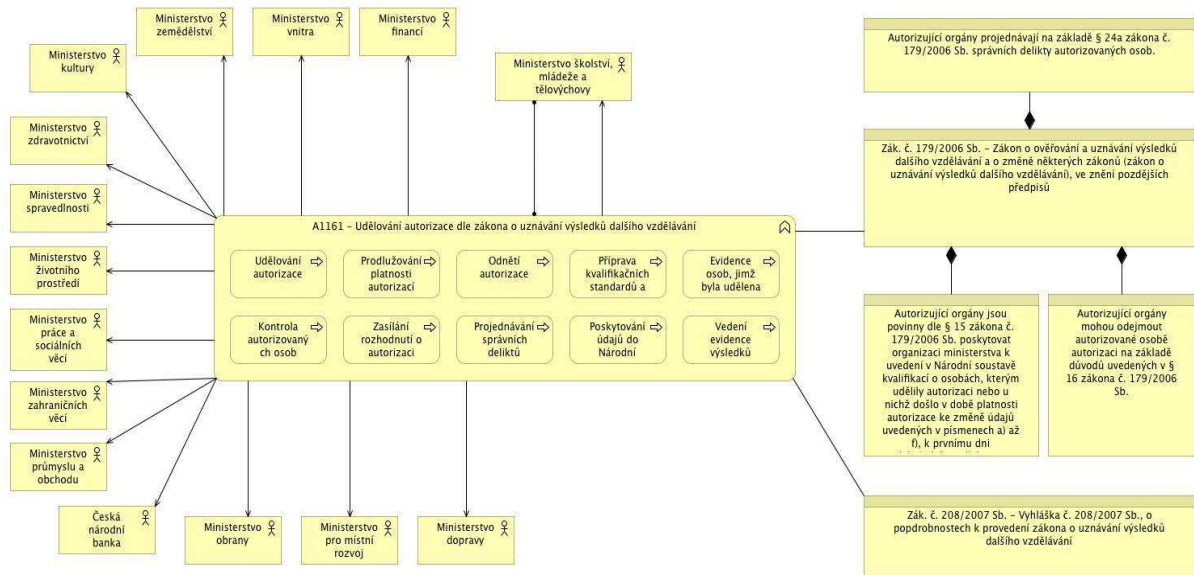 Ministerstvo
zemědělství
Ministerstvo
vnitra
Ministerstvo
financí
Ministerstvo školství,
mládeže a
tělovýchovy
Ministerstvo
kultury
Ministerstvo
zdravotnictví
Ministerstvo
spravedlnosti
Ministerstvo
životního
prostředí
Ministerstvo
práce a
sociálních
věcí
Ministerstvo
zahraničních
věcí
Ministerstvo
průmyslu a
obchodu
Česká
národní
banka
Ministerstvo
obrany
Ministerstvo
pro místní
rozvoj
Ministerstvo
dopravy
A1161 – Udělování autorizace dle zákona o uznávání výsledků dalšího vzdělávání
Udělování
autorizace
Prodlužování
platnosti
autorizací
Odnětí
autorizace
Příprava
kvalifikačních
standardů a
Evidence
osob, jimž
byla udělena
Kontrola
autorizovaný
ch osob
Zasílání
rozhodnutí o
autorizaci
Projednávání
správních
deliktů
Poskytování
údajů do
Národní
Vedení
evidence
výsledků
Autorizující orgány projednávají na základě § 24a zákona č.
179/2006 Sb. správních delikty autorizovaných osob.
Zák. č. 179/2006 Sb. – Zákon o ověřování a uznávání výsledků
dalšího vzdělávání a o změně některých zákonů (zákon o
uznávání výsledků dalšího vzdělávání), ve znění pozdějších
předpisů
Autorizující orgány jsou
povinny dle § 15 zákona č.
179/2006 Sb. poskytovat
organizaci ministerstva k
uvedení v Národní soustavě
kvalifikací o osobách, kterým
udělily autorizaci nebo u
nichž došlo v době platnosti
autorizace ke změně údajů
uvedených v písmenech a) až
f), k prvnímu dni
Autorizující orgány
mohou odejmout
autorizované osobě
autorizaci na základě
důvodů uvedených v §
16 zákona č. 179/2006
Sb.
Zák. č. 208/2007 Sb. – Vyhláška č. 208/2007 Sb., o
popdrobnostech k provedení zákona o uznávání výsledků
dalšího vzdělávání